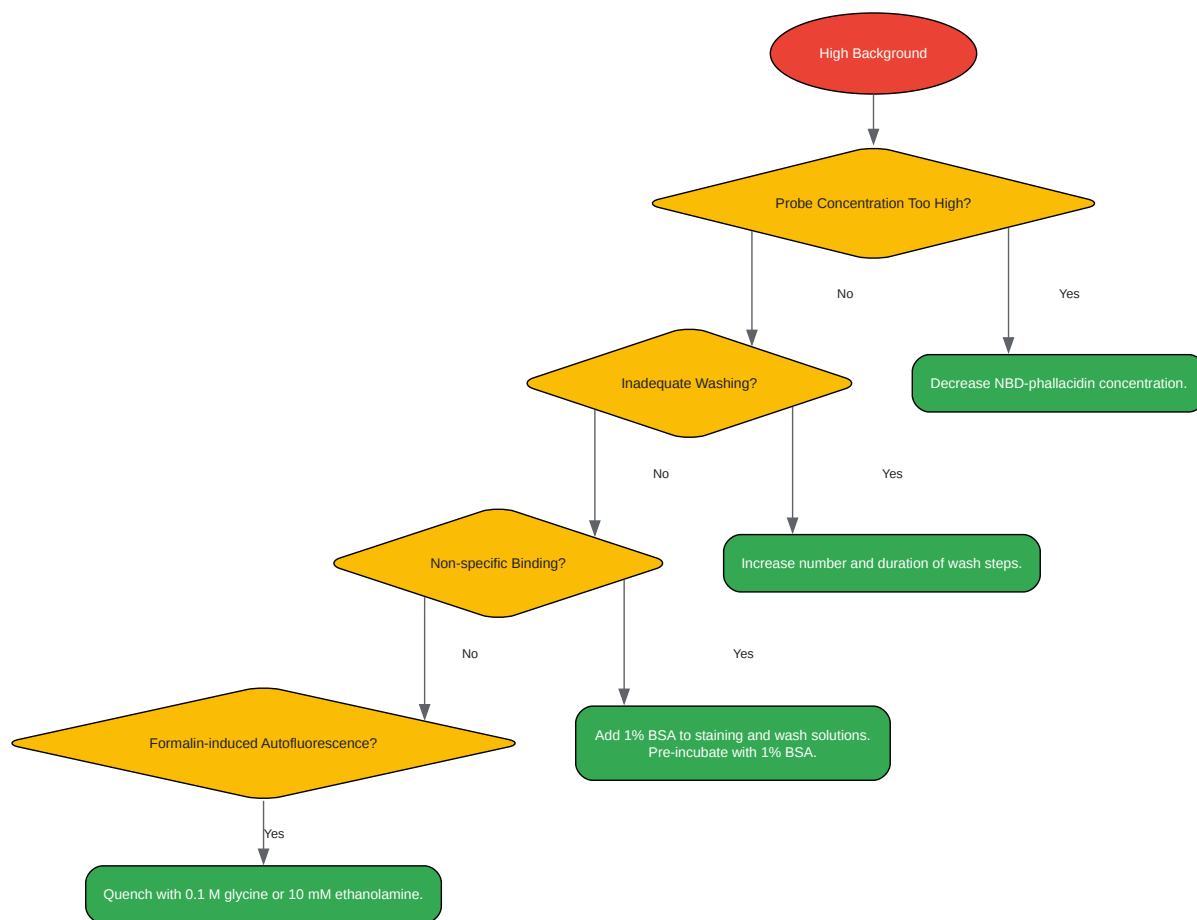 High Background
Probe Concentration Too High?
No
Yes
Inadequate Washing?
Decrease NBD-phallacidin concentration.
No
Yes
Non-specific Binding?
Increase number and duration of wash steps.
No
Yes
Formalin-induced Autofluorescence?
Add 1% BSA to staining and wash solutions.
Pre-incubate with 1% BSA.
Yes
Quench with 0.1 M glycine or 10 mM ethanolamine.